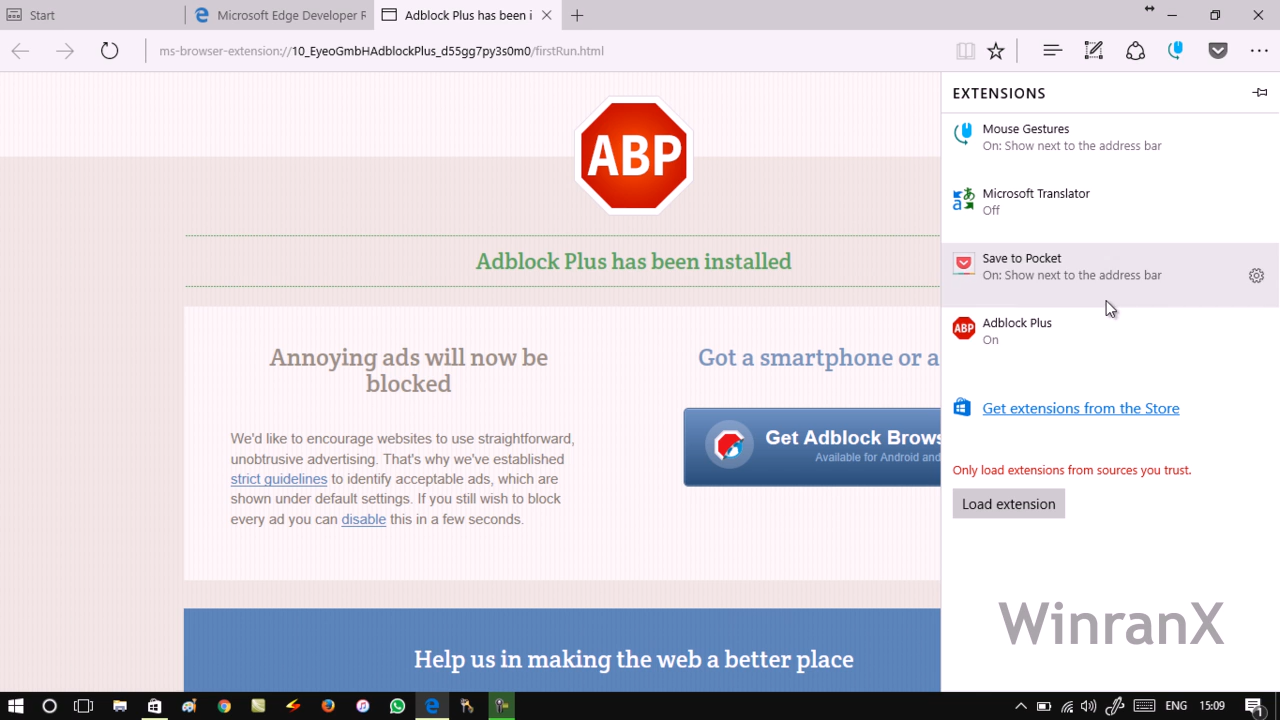 Start
Microsoft Edge Developer R
Adblock Plus has been i
ms-browser-extension://10_EyeoGmbHAdblockPlus_d55gg7py3s0m0/firstRun.html
ABP
Adblock Plus has been installed
Annoying ads will now be
blocked
We'd like to encourage websites to use straightforward,
unobtrusive advertising. That's why we've established
strict guidelines to identify acceptable ads, which are
shown under default settings. If you still wish to block
every ad you can disable this in a few seconds.
Got a smartphone or a
Get Adblock Brows
Available for Android and
Help us in making the web a better place
EXTENSIONS
Mouse Gestures
On: Show next to the address bar
Microsoft Translator
Off
Save to Pocket
On: Show next to the address bar
ABP
Adblock Plus
On
Get extensions from the Store
Only load extensions from sources you trust.
Load extension
WinranX
ENG
15:09
1